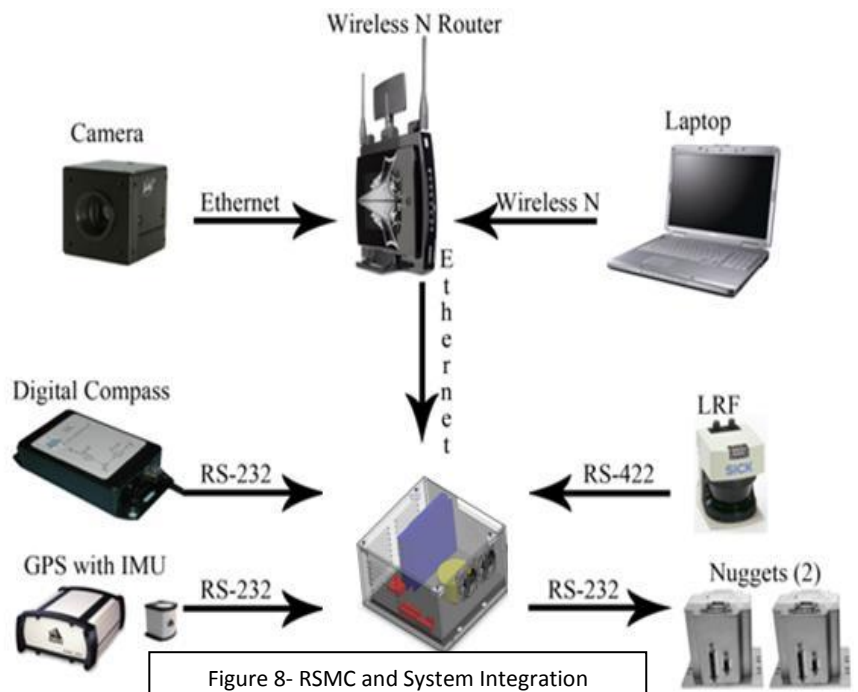 Wireless N Router
Camera
Laptop
Ethernet
Wireless N
Ethernet
Digital Compass
LRF
SICK
RS-232
RS-422
GPS with IMU
Nuggets (2)
RS-232
RS-232
Figure 8- RSMC and System Integration